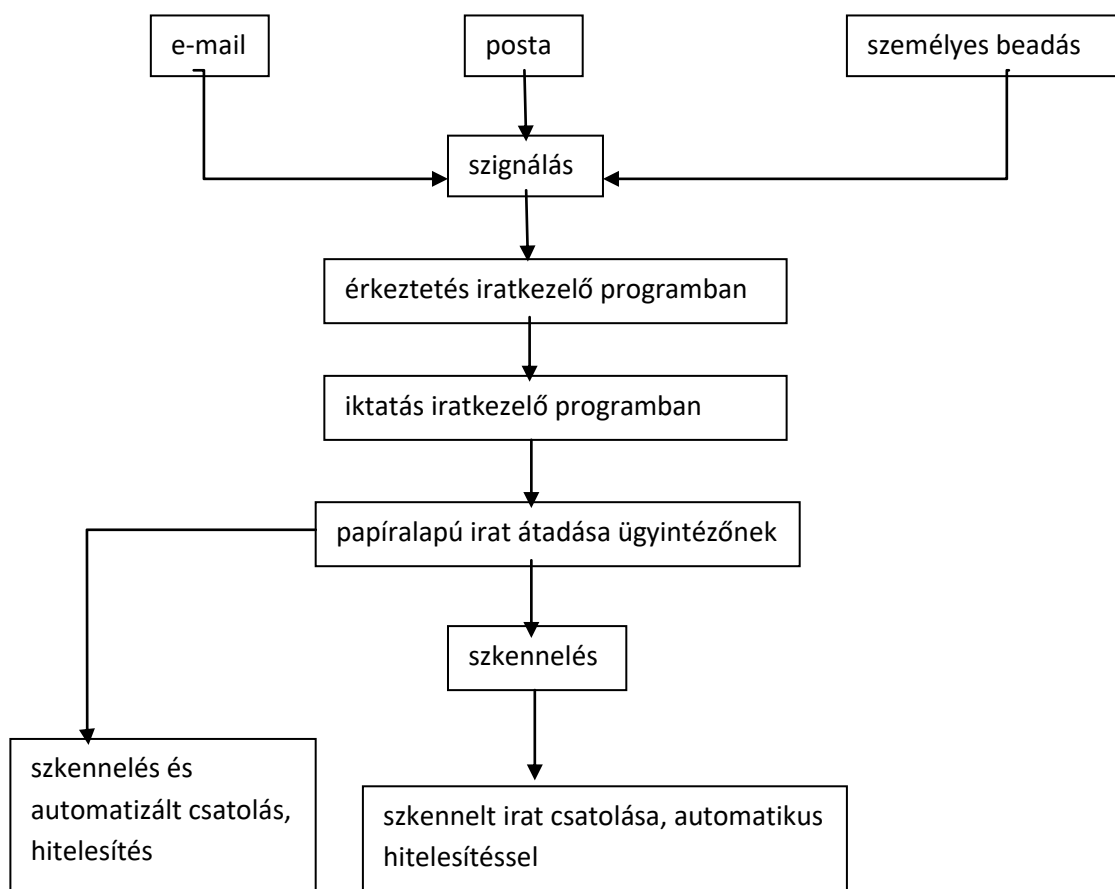 e-mail
posta
személyes beadás
szignálás
érkeztetés iratkezelő programban
iktatás iratkezelő programban
papíralapú irat átadása ügyintézőnek
szkennelés
szkennelés és
automatizált csatolás,
hitelesítés
szkennelt irat csatolása, automatikus
hitelesítéssel